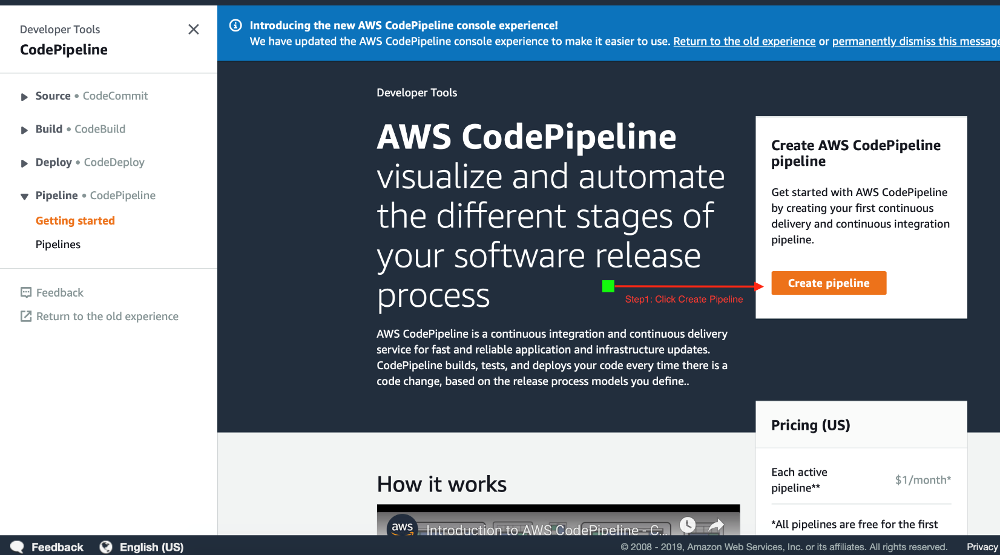 Developer Tools
CodePipeline
Source • CodeCommit
Build • CodeBuild
Deploy • CodeDeploy
Pipeline • CodePipeline
Getting started
Pipelines
Feedback
Return to the old experience
Introducing the new AWS CodePipeline console experience!
We have updated the AWS CodePipeline console experience to make it easier to use. Return to the old experience or permanently dismiss this message
Developer Tools
AWS CodePipeline
visualize and automate
the different stages of
your software release
process
AWS CodePipeline is a continuous integration and continuous delivery
service for fast and reliable application and infrastructure updates.
CodePipeline builds, tests, and deploys your code every time there is a
code change, based on the release process models you define..
Step1: Click Create Pipeline
Create AWS CodePipeline
pipeline
Get started with AWS CodePipeline
by creating your first continuous
delivery and continuous integration
pipeline.
Create pipeline
Pricing (US)
Each active
pipeline**
$1/month*
*All pipelines are free for the first
How it works
aws
Introduction to AWS CodePipeline - C...
Feedback
English (US)
© 2008 - 2019, Amazon Web Services, Inc. or its affiliates. All rights reserved.
Privacy